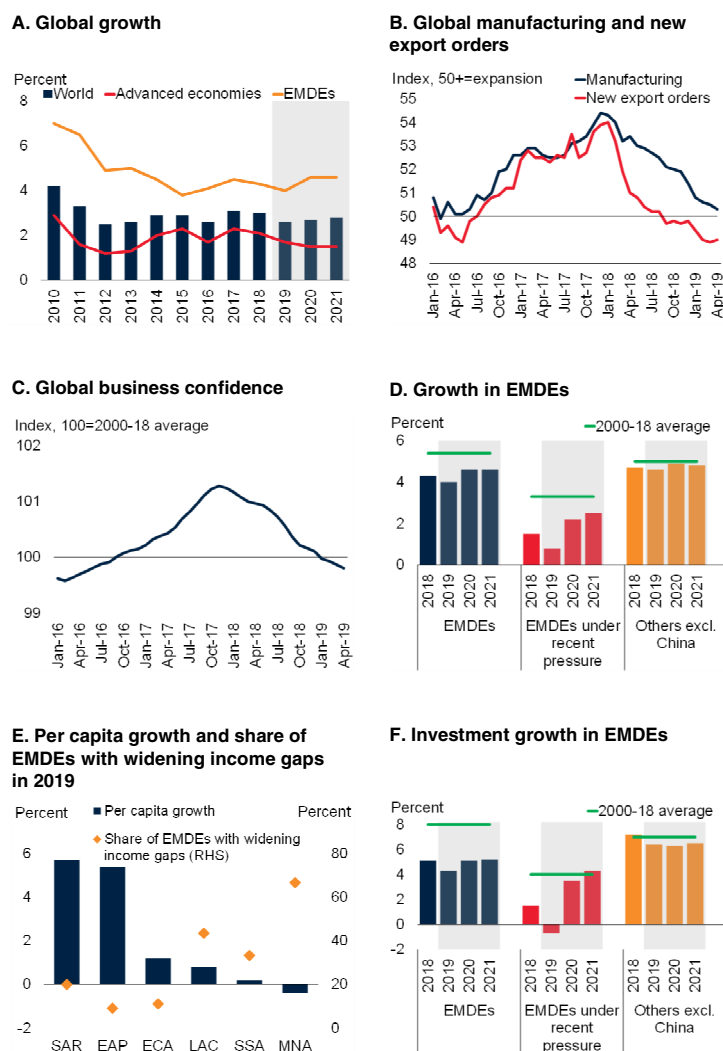 A. Global growth
Percent
World Advanced economies EMDEs
8
6
4
2
0
2010 2011 2012 2013 2014 2015 2016 2017 2018 2019 2020 2021
B. Global manufacturing and new
export orders
Index, 50+=expansion
Manufacturing
New export orders
55
54
53
52
51
50
49
48
Jan-16 Apr-16 Jul-16 Oct-16 Jan-17 Apr-17 Jul-17 Oct-17 Jan-18 Apr-18 Jul-18 Oct-18 Jan-19 Apr-19
C. Global business confidence
Index, 100=2000-18 average
102
101
100
99
Jan-16 Apr-16 Jul-16 Oct-16 Jan-17 Apr-17 Jul-17 Oct-17 Jan-18 Apr-18 Jul-18 Oct-18 Jan-19 Apr-19
D. Growth in EMDEs
Percent
2000-18 average
6
4
2
0
2018 2019 2020 2021 2018 2019 2020 2021 2018 2019 2020 2021
EMDEs EMDEs under Others excl.
recent China
pressure
E. Per capita growth and share of
EMDEs with widening income gaps
in 2019
Percent Per capita growth Percent
Share of EMDEs with widening
income gaps (RHS)
6 80
4 60
2 40
0 20
-2 0
SAR EAP ECA LAC SSA MNA
F. Investment growth in EMDEs
Percent
2000-18 average
8
6
4
2
0
-2
2018 2019 2020 2021 2018 2019 2020 2021 2018 2019 2020 2021
EMDEs EMDEs under Others excl.
recent China
pressure